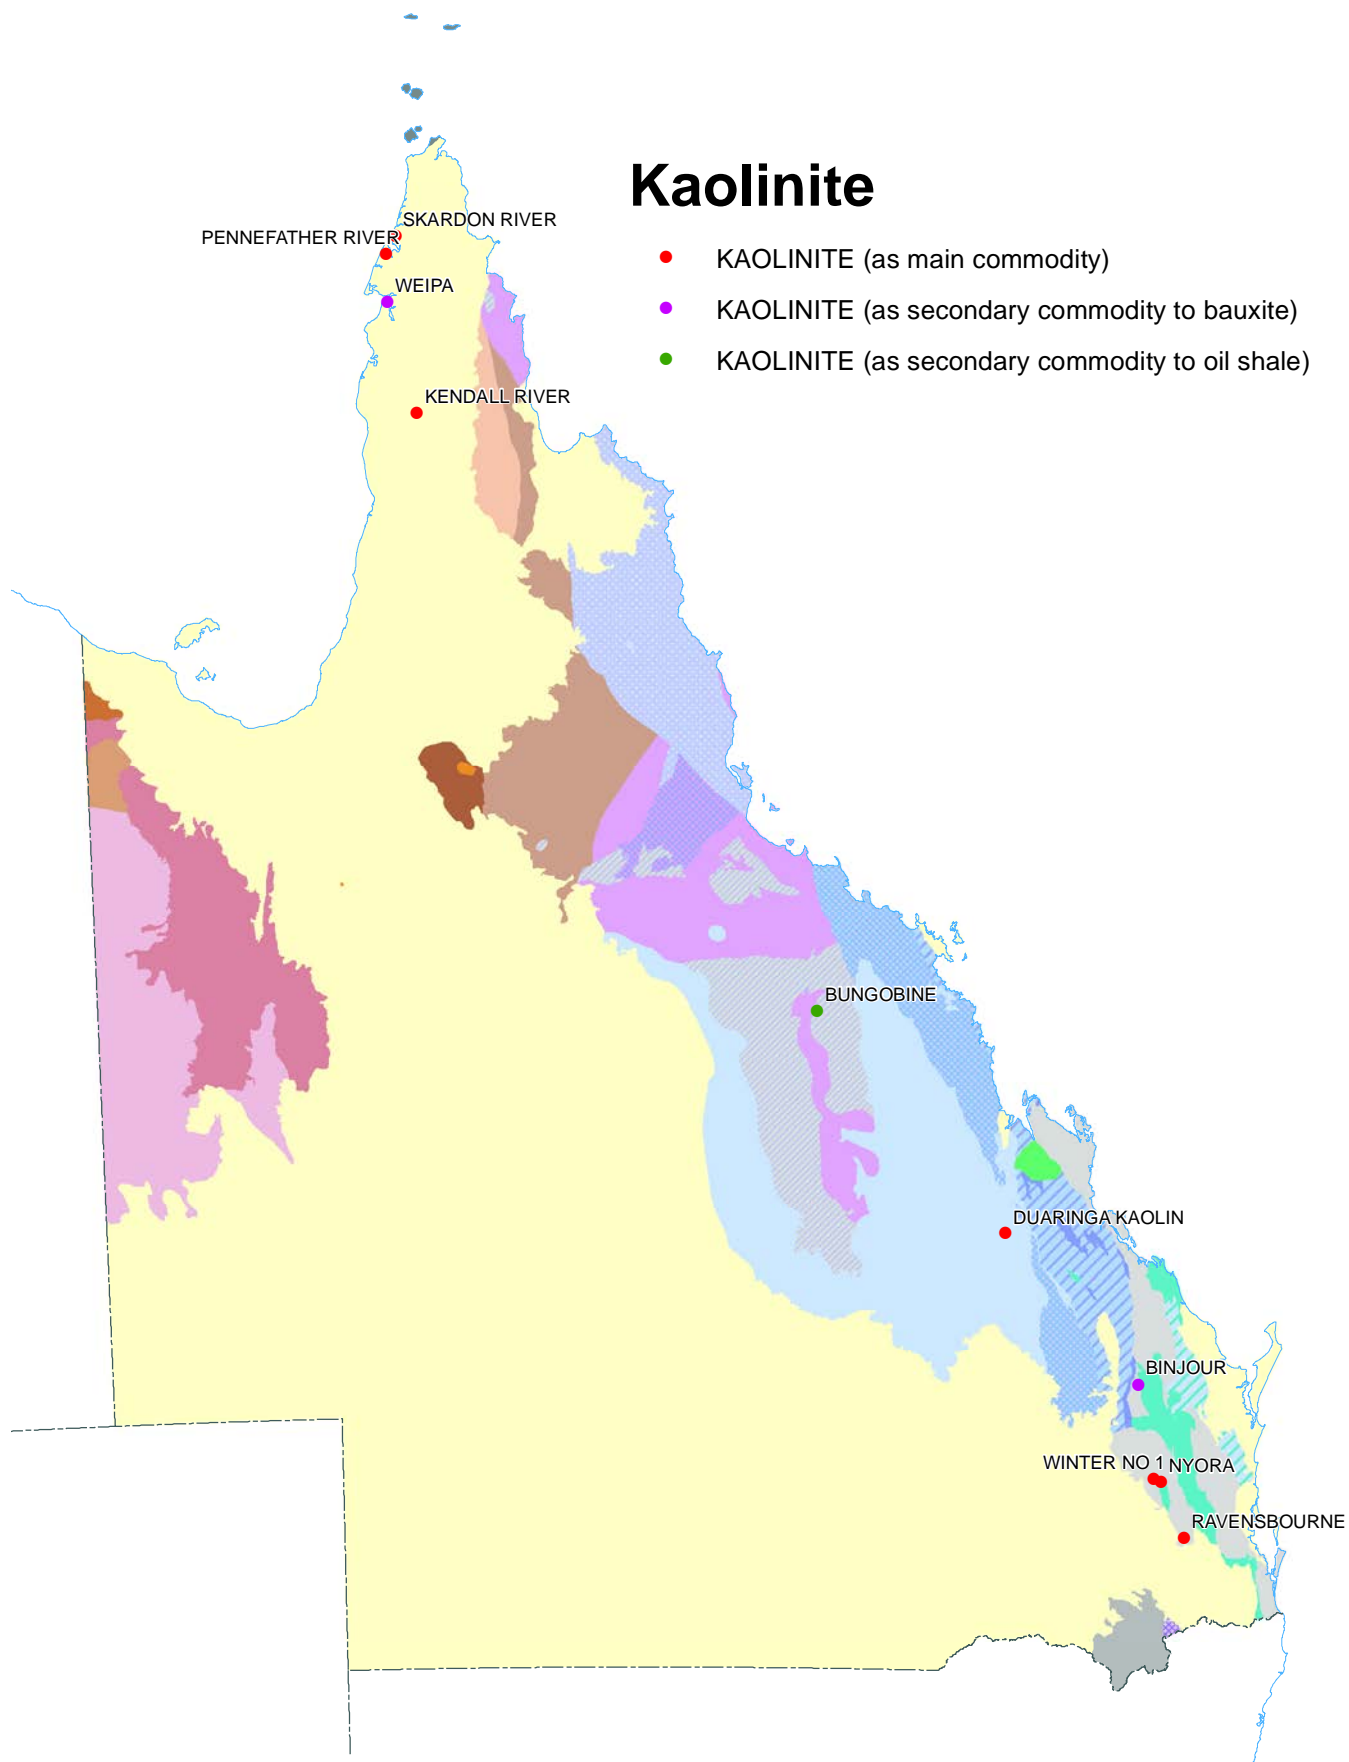 Kaolinite
SKARDON RIVER
PENNEFATHER RIVER
KAOLINITE (as main commodity)
WEIPA
KAOLINITE (as secondary commodity to bauxite)
KAOLINITE (as secondary commodity to oil shale)
KENDALL RIVER
BUNGOBINE
DUARINGA KAOLIN
BINJOUR
WINTER NO 1
NYORA
RAVENSBOURNE